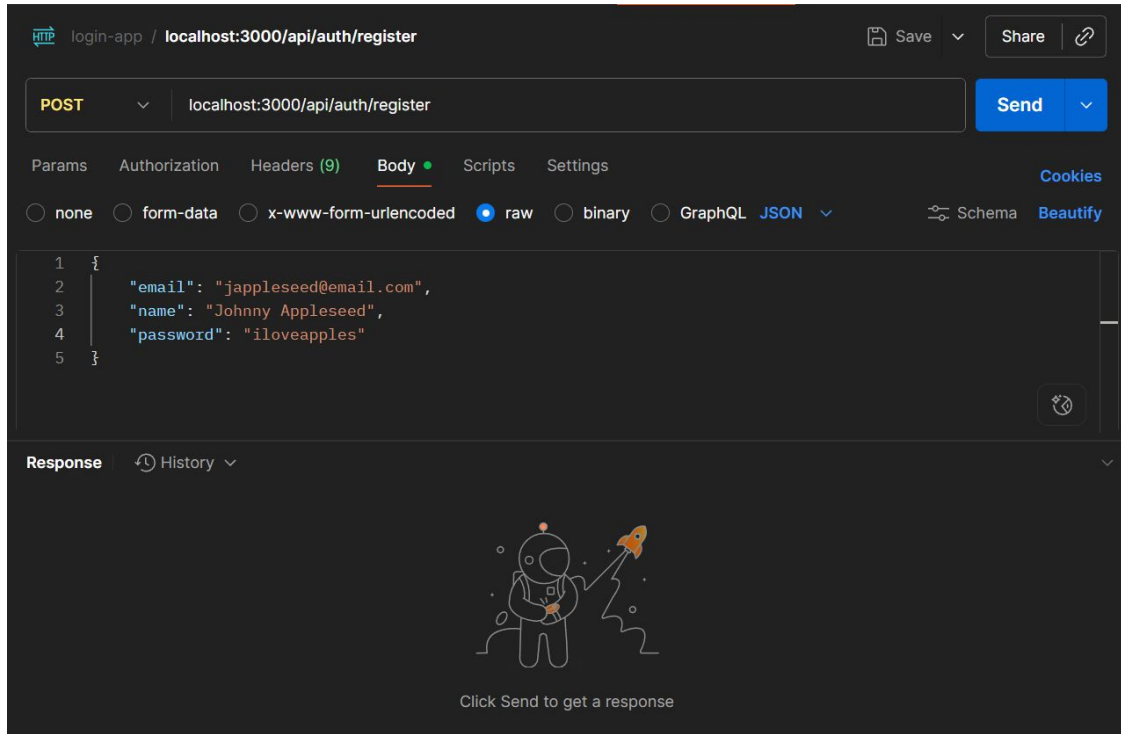 HTTP login-app / localhost:3000/api/auth/register Save Share
POST localhost:3000/api/auth/register Send
Params Authorization Headers (9) Body Scripts Settings Cookies
none form-data x-www-form-urlencoded raw binary GraphQL JSON Schema Beautify
1 {
2 "email": "jappleseed@email.com",
3 "name": "Johnny Appleseed",
4 "password": "iloveapples"
5 }
Response History
Click Send to get a response